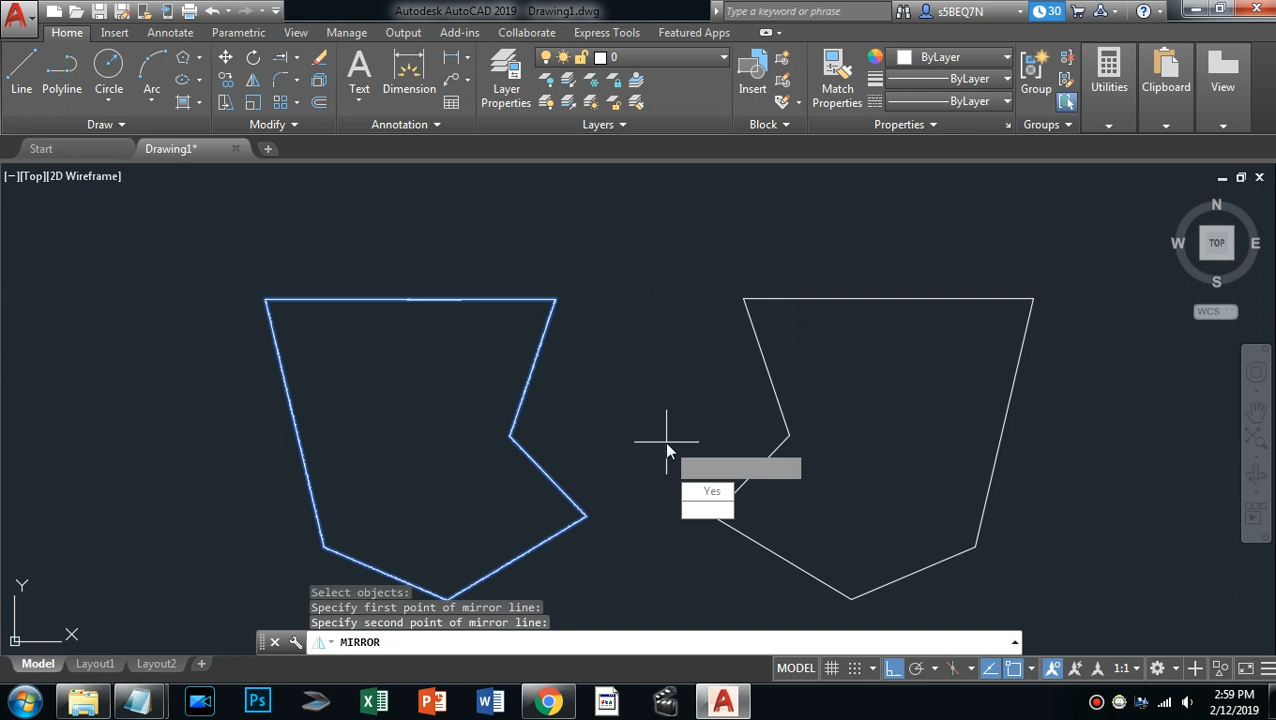 Autodesk AutoCAD 2019 Drawing1.dwg
Type a keyword or phrase
s5BEQ7N
30
Home Insert Annotate Parametric View Manage Output Add-ins Collaborate Express Tools Featured Apps
0
ByLayer
ByLayer
ByLayer
Line Polyline Circle Arc
Text Dimension
Layer Properties
Insert
Match Properties
Group
Utilities Clipboard View
Draw Modify Annotation Layers Block Properties Groups
Start Drawing1*
[−][Top][2D Wireframe]
N
W TOP E
S
WCS
Yes
Select objects:
Specify first point of mirror line:
Specify second point of mirror line:
MIRROR
Y
X
Model Layout1 Layout2
MODEL 1:1
2:59 PM
2/12/2019